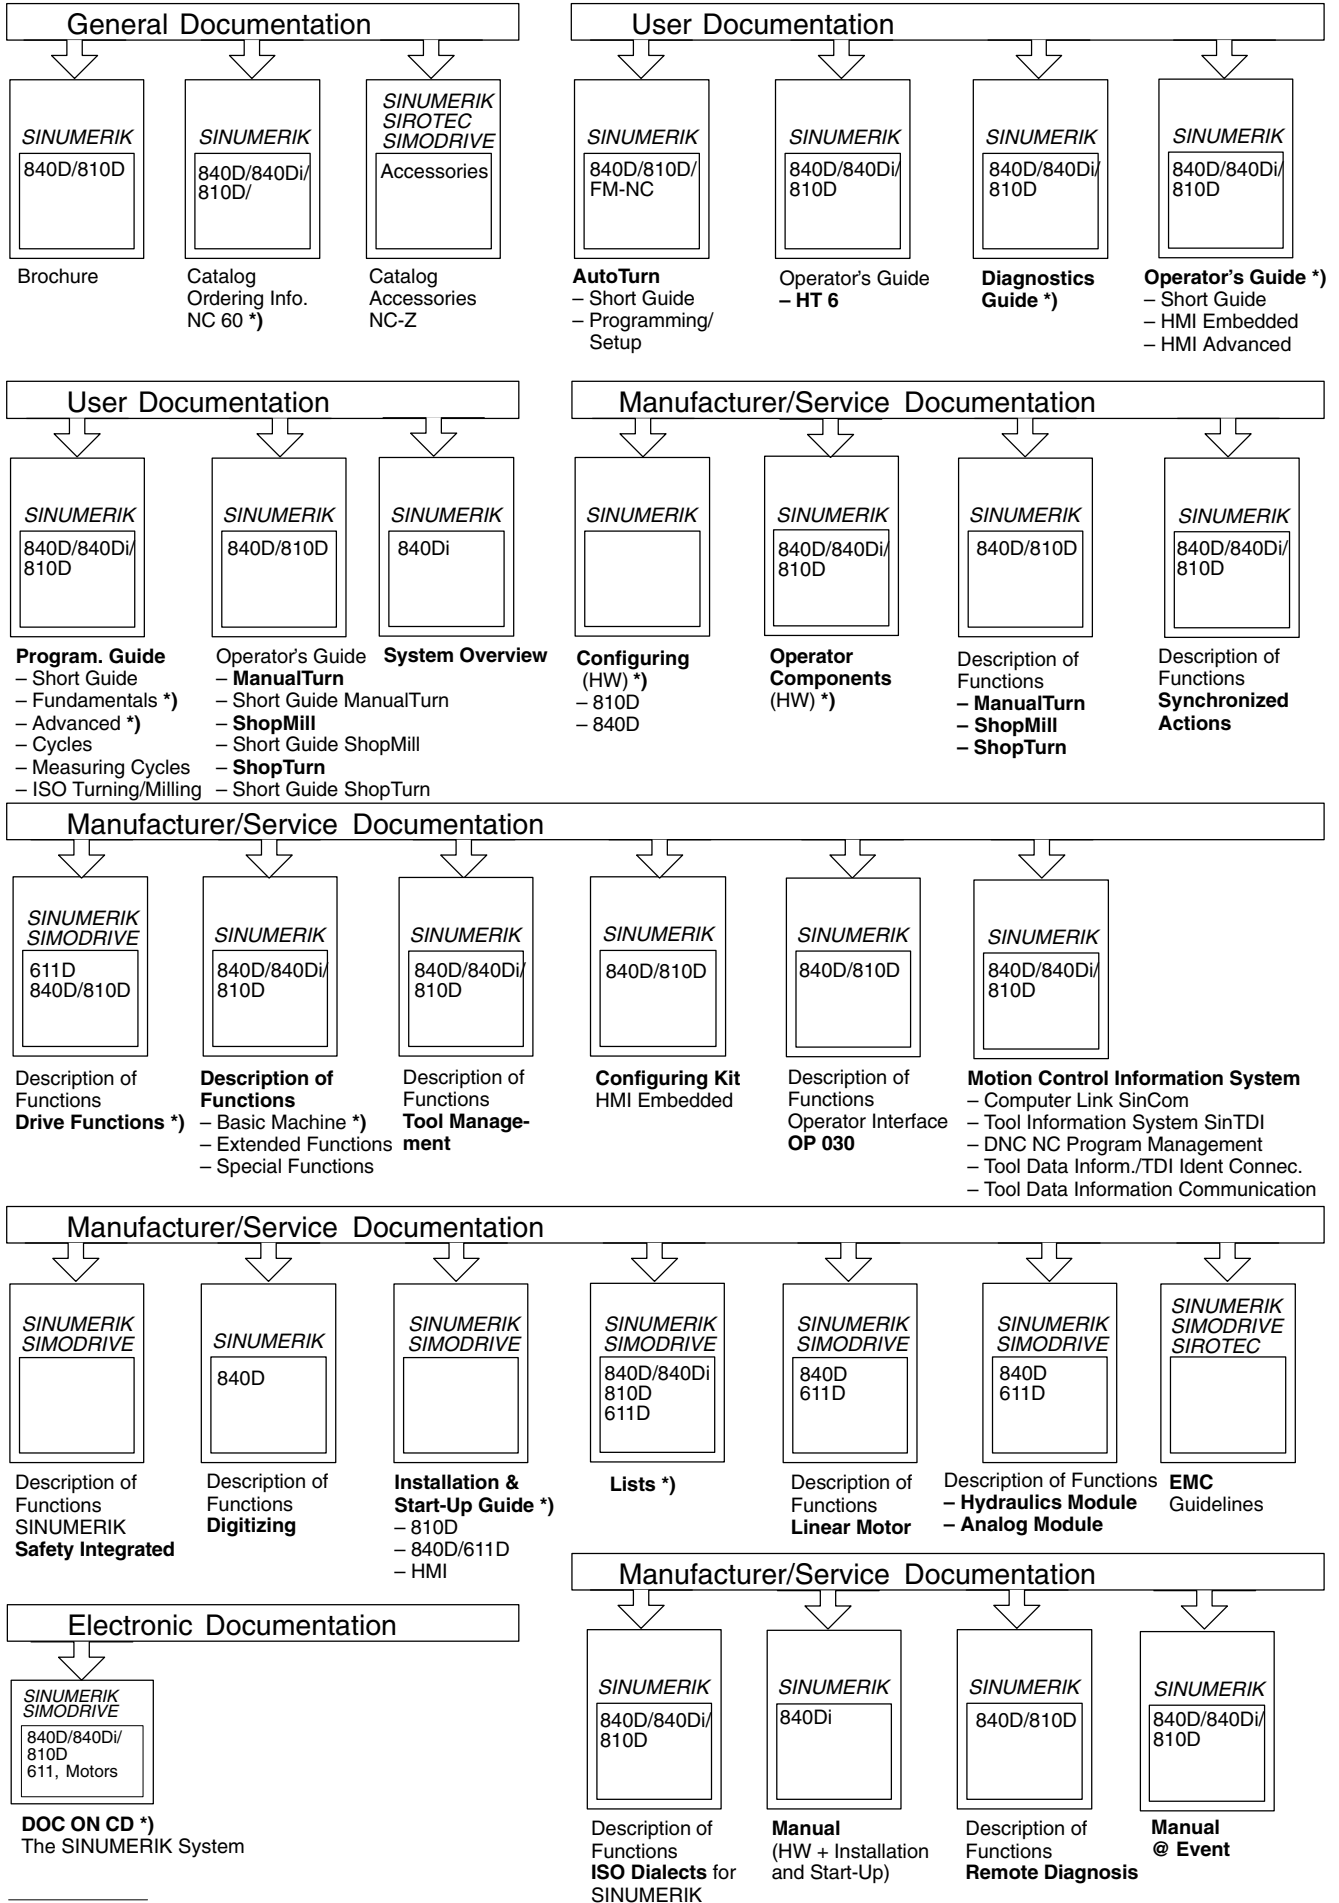 General Documentation
SINUMERIK
840D/810D
Brochure
SINUMERIK
840D/840Di/
810D/
Catalog
Ordering Info.
NC 60 *)
SINUMERIK
SIROTEC
SIMODRIVE
Accessories
Catalog
Accessories
NC-Z
User Documentation
SINUMERIK
840D/810D/
FM-NC
AutoTurn
– Short Guide
– Programming/
Setup
SINUMERIK
840D/840Di/
810D
Operator's Guide
– HT 6
SINUMERIK
840D/840Di/
810D
Diagnostics
Guide *)
SINUMERIK
840D/840Di/
810D
Operator's Guide *)
– Short Guide
– HMI Embedded
– HMI Advanced
User Documentation
SINUMERIK
840D/840Di/
810D
Program. Guide
– Short Guide
– Fundamentals *)
– Advanced *)
– Cycles
– Measuring Cycles
– ISO Turning/Milling
SINUMERIK
840D/810D
Operator's Guide
– ManualTurn
– Short Guide ManualTurn
– ShopMill
– Short Guide ShopMill
– ShopTurn
– Short Guide ShopTurn
SINUMERIK
840Di
System Overview
Manufacturer/Service Documentation
SINUMERIK
Configuring
(HW) *)
– 810D
– 840D
SINUMERIK
840D/840Di/
810D
Operator
Components
(HW) *)
SINUMERIK
840D/810D
Description of
Functions
– ManualTurn
– ShopMill
– ShopTurn
SINUMERIK
840D/840Di/
810D
Description of
Functions
Synchronized
Actions
Manufacturer/Service Documentation
SINUMERIK
SIMODRIVE
611D
840D/810D
Description of
Functions
Drive Functions *)
SINUMERIK
840D/840Di/
810D
Description of
Functions
– Basic Machine *)
– Extended Functions
– Special Functions
SINUMERIK
840D/840Di/
810D
Description of
Functions
Tool Manage-
ment
SINUMERIK
840D/810D
Configuring Kit
HMI Embedded
SINUMERIK
840D/810D
Description of
Functions
Operator Interface
OP 030
SINUMERIK
840D/840Di/
810D
Motion Control Information System
– Computer Link SinCom
– Tool Information System SinTDI
– DNC NC Program Management
– Tool Data Inform./TDI Ident Connec.
– Tool Data Information Communication
Manufacturer/Service Documentation
SINUMERIK
SIMODRIVE
Description of
Functions
SINUMERIK
Safety Integrated
SINUMERIK
840D
Description of
Functions
Digitizing
SINUMERIK
SIMODRIVE
Installation &
Start-Up Guide *)
– 810D
– 840D/611D
– HMI
SINUMERIK
SIMODRIVE
840D/840Di
810D
611D
Lists *)
SINUMERIK
SIMODRIVE
840D
611D
Description of
Functions
Linear Motor
SINUMERIK
SIMODRIVE
840D
611D
Description of Functions
– Hydraulics Module
– Analog Module
SINUMERIK
SIMODRIVE
SIROTEC
EMC
Guidelines
Electronic Documentation
SINUMERIK
SIMODRIVE
840D/840Di/
810D
611, Motors
DOC ON CD *)
The SINUMERIK System
Manufacturer/Service Documentation
SINUMERIK
840D/840Di/
810D
Description of
Functions
ISO Dialects for
SINUMERIK
SINUMERIK
840Di
Manual
(HW + Installation
and Start-Up)
SINUMERIK
840D/810D
Description of
Functions
Remote Diagnosis
SINUMERIK
840D/840Di/
810D
Manual
@ Event